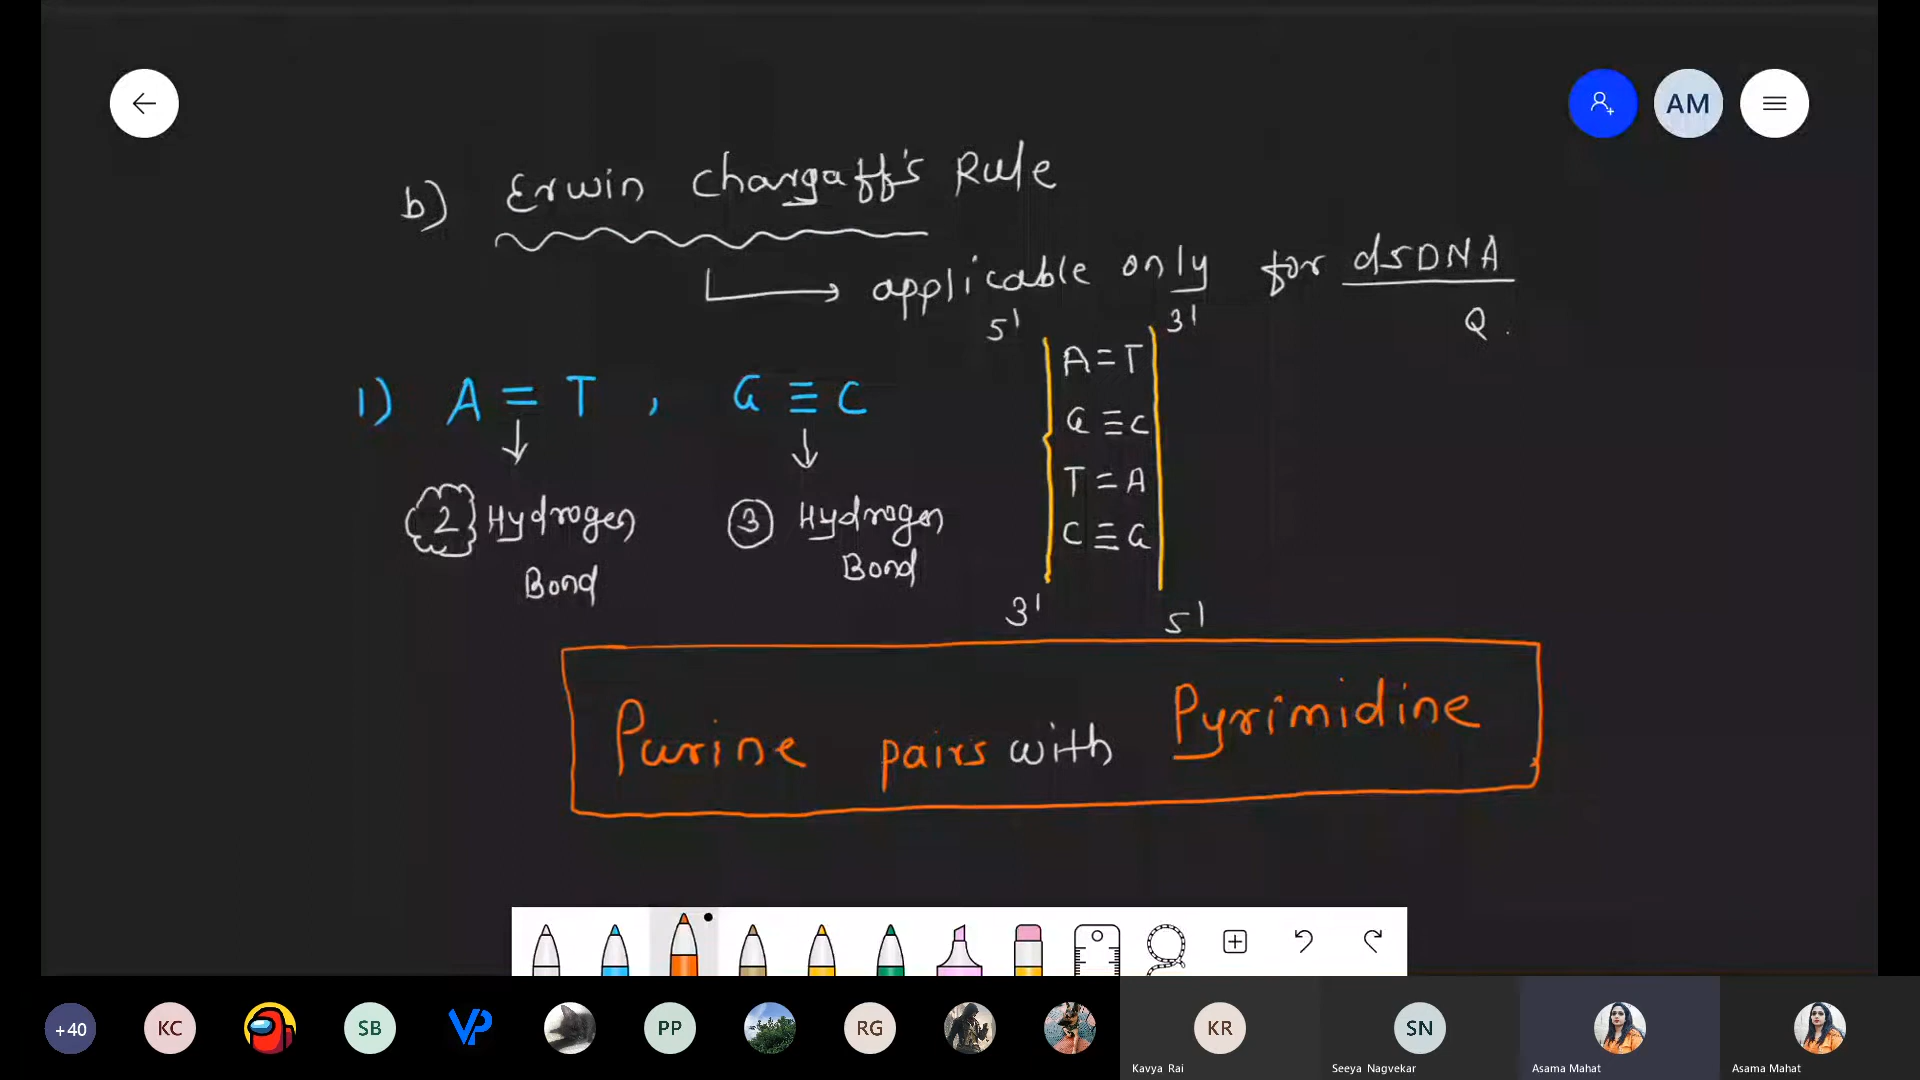 AM
b) Erwin Chargaff's Rule
applicable only for dsDNA
Q.
5' 3'
A=T
G≡C
T=A
C≡G
3' 5'
1) A=T, G≡C
2 Hydrogen Bond
3 Hydrogen Bond
Purine pairs with Pyrimidine
+40 KC SB VP PP RG KR SN
Kavya Rai Seeya Nagvekar Asama Mahat Asama Mahat